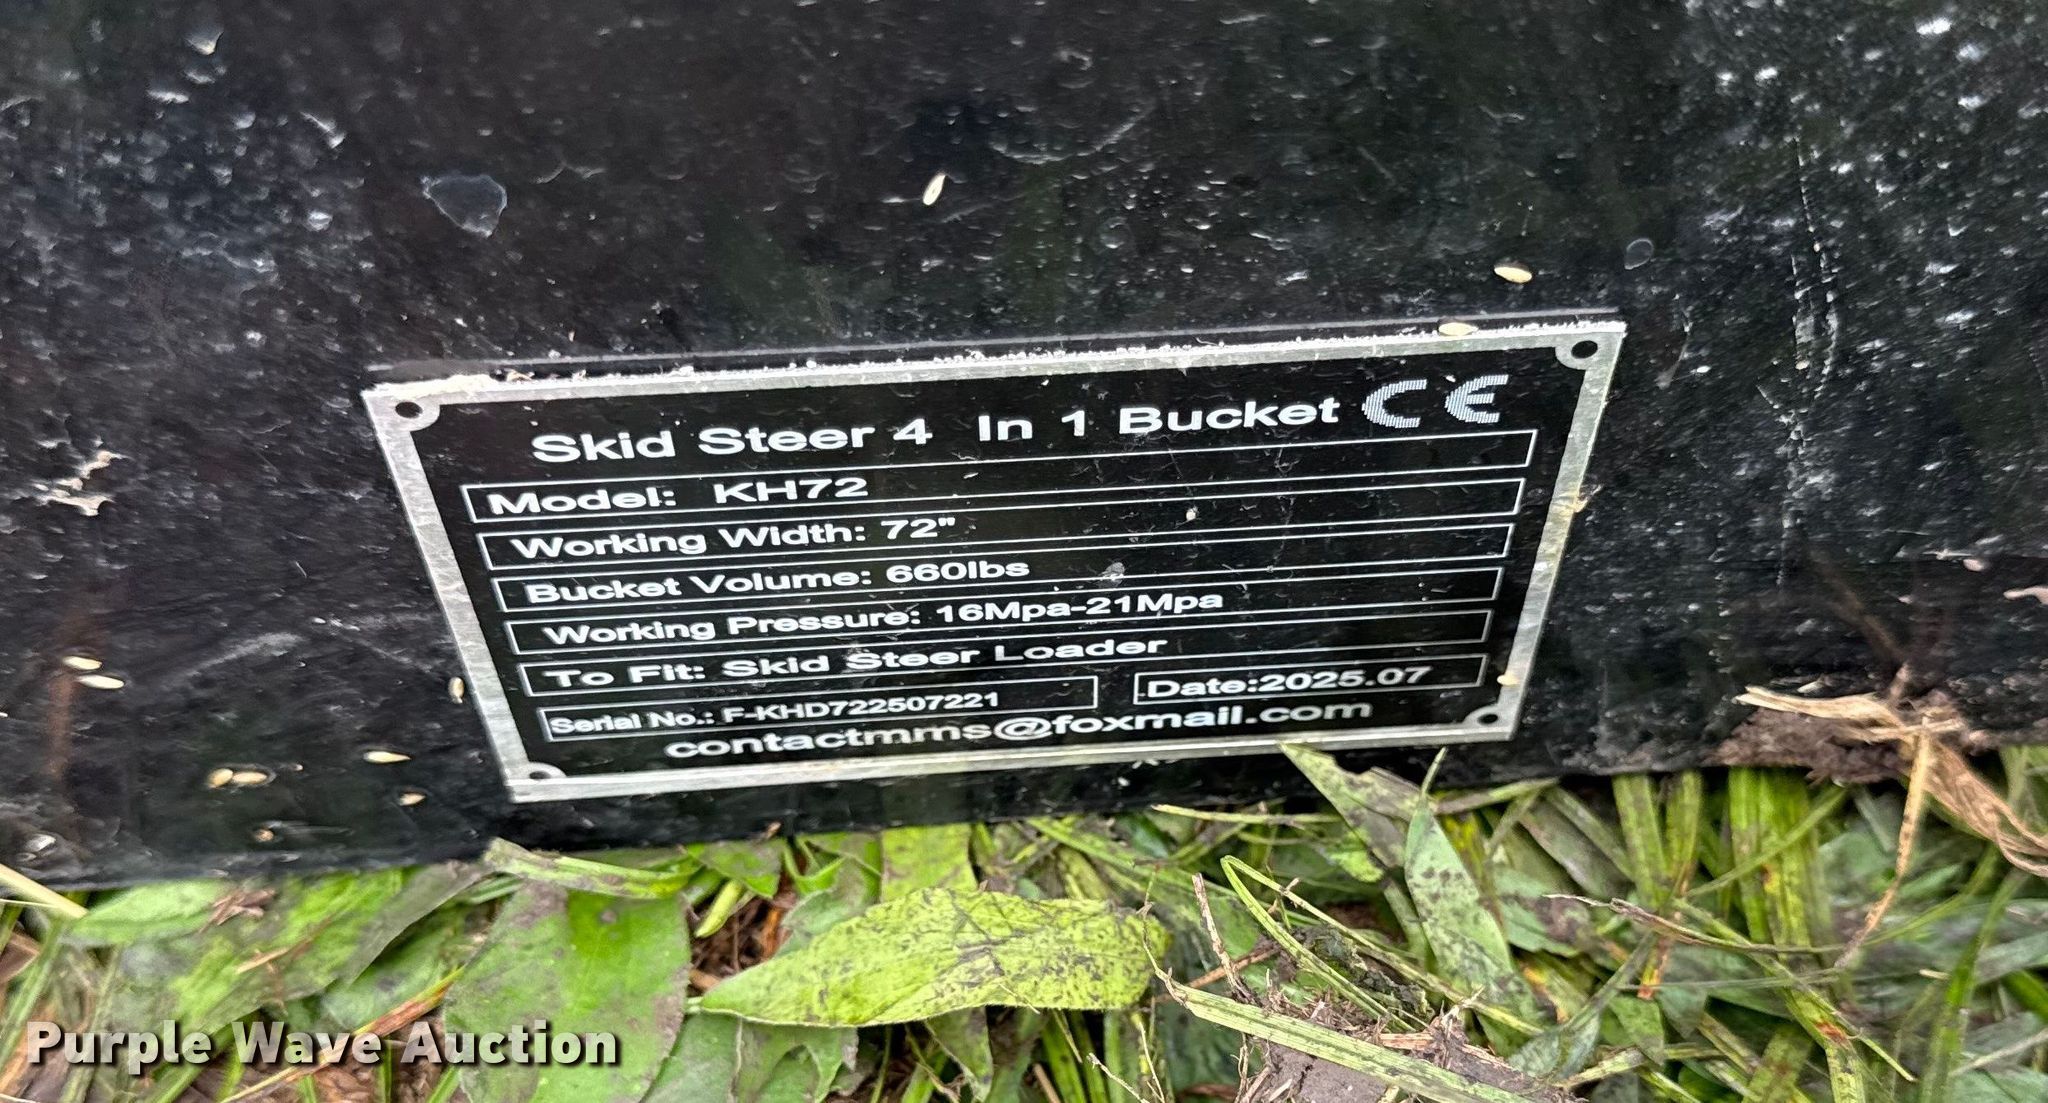 Skid Steer 4 In 1 Bucket CE
Model: KH72
Working Width: 72"
Bucket Volume: 660lbs
Working Pressure: 16Mpa-21Mpa
To Fit: Skid Steer Loader
Serial No.: F-KHD722507221 Date:2025.07
contactmms@foxmail.com
Purple Wave Auction